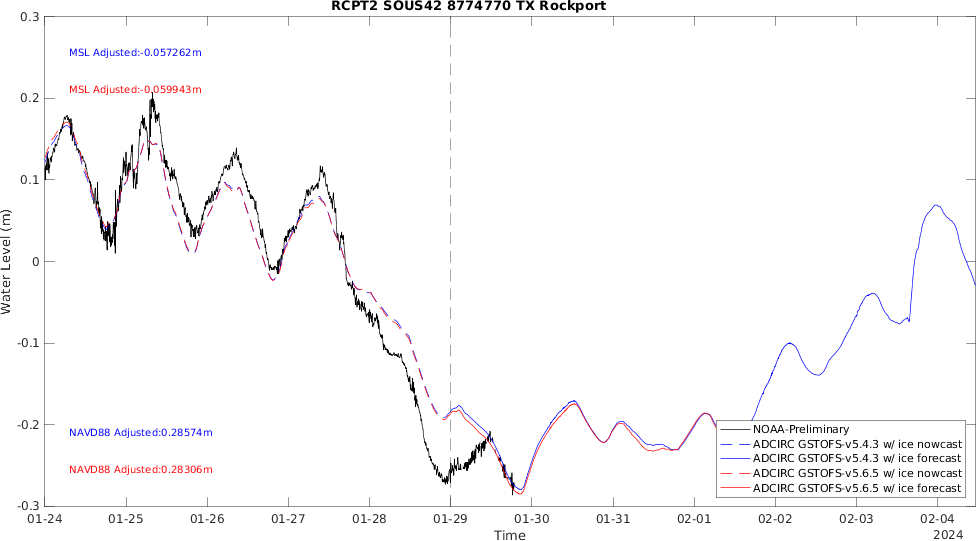 RCPT2 SOUS42 8774770 TX Rockport
0.3
0.2
0.1
0
-0.1
-0.2
-0.3
Water Level (m)
MSL Adjusted:-0.057262m
MSL Adjusted:-0.059943m
NAVD88 Adjusted:0.28574m
NAVD88 Adjusted:0.28306m
NOAA-Preliminary
ADCIRC GSTOFS-v5.4.3 w/ ice nowcast
ADCIRC GSTOFS-v5.4.3 w/ ice forecast
ADCIRC GSTOFS-v5.6.5 w/ ice nowcast
ADCIRC GSTOFS-v5.6.5 w/ ice forecast
01-24 01-25 01-26 01-27 01-28 01-29 01-30 01-31 02-01 02-02 02-03 02-04
Time
2024